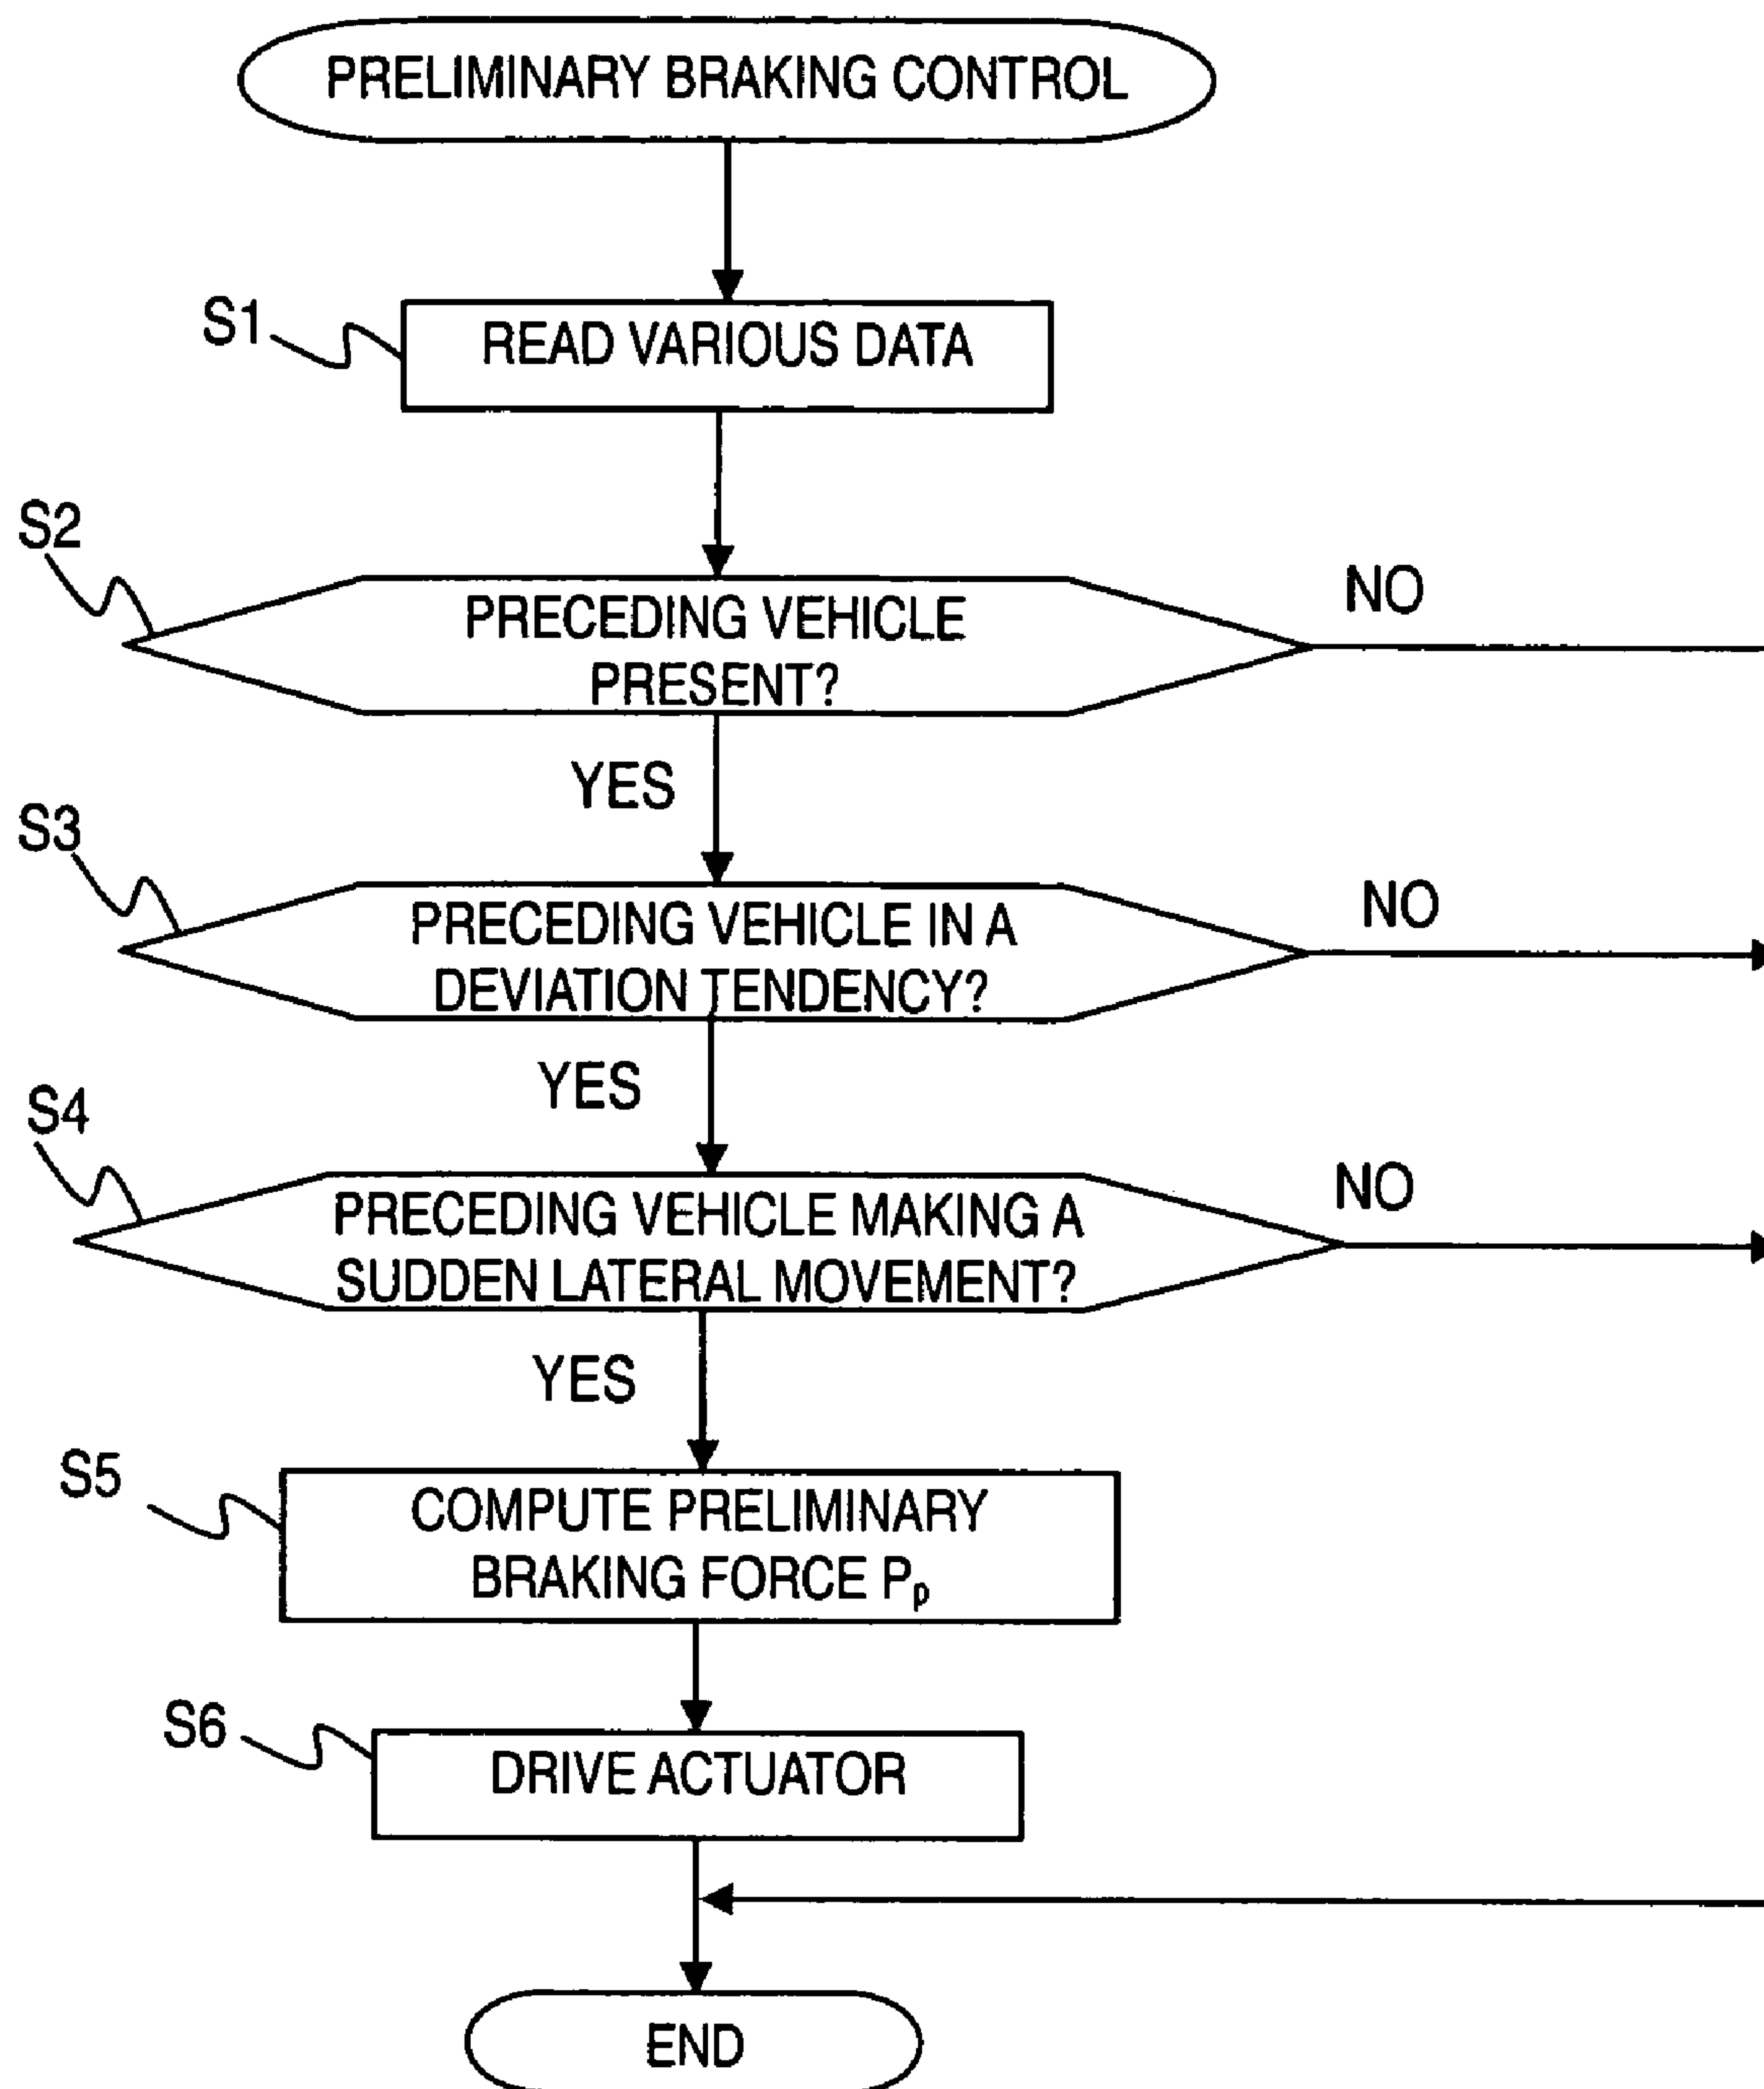 PRELIMINARY BRAKING CONTROL
S1
READ VARIOUS DATA
S2
PRECEDING VEHICLE
PRESENT?
NO
YES
S3
PRECEDING VEHICLE IN A
DEVIATION TENDENCY?
NO
YES
S4
PRECEDING VEHICLE MAKING A
SUDDEN LATERAL MOVEMENT?
NO
YES
S5
COMPUTE PRELIMINARY
BRAKING FORCE Pp
S6
DRIVE ACTUATOR
END